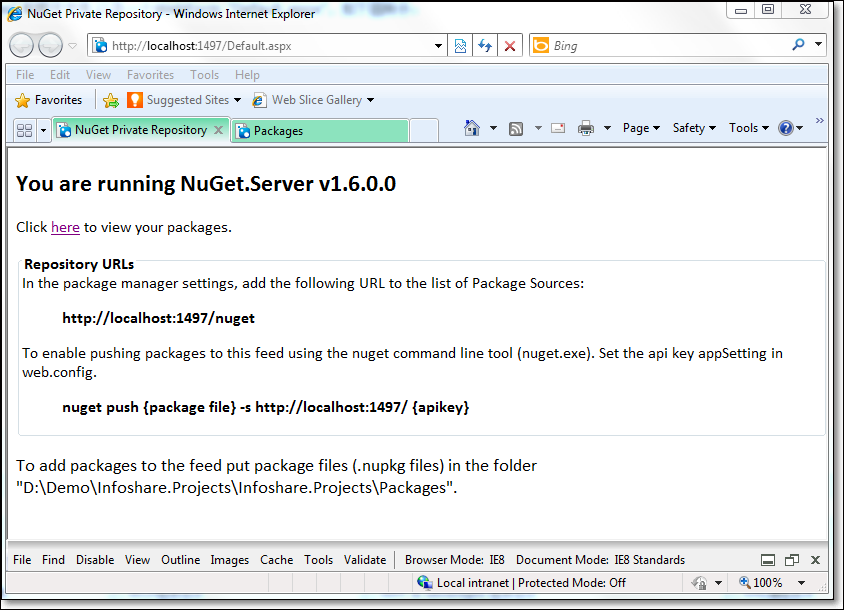 NuGet Private Repository - Windows Internet Explorer
http://localhost:1497/Default.aspx
Bing
File Edit View Favorites Tools Help
Favorites Suggested Sites Web Slice Gallery
NuGet Private Repository Packages Page Safety Tools
You are running NuGet.Server v1.6.0.0
Click here to view your packages.
Repository URLs
In the package manager settings, add the following URL to the list of Package Sources:
http://localhost:1497/nuget
To enable pushing packages to this feed using the nuget command line tool (nuget.exe). Set the api key appSetting in
web.config.
nuget push {package file} -s http://localhost:1497/ {apikey}
To add packages to the feed put package files (.nupkg files) in the folder
"D:\Demo\Infoshare.Projects\Infoshare.Projects\Packages".
File Find Disable View Outline Images Cache Tools Validate Browser Mode: IE8 Document Mode: IE8 Standards
Local intranet | Protected Mode: Off 100%